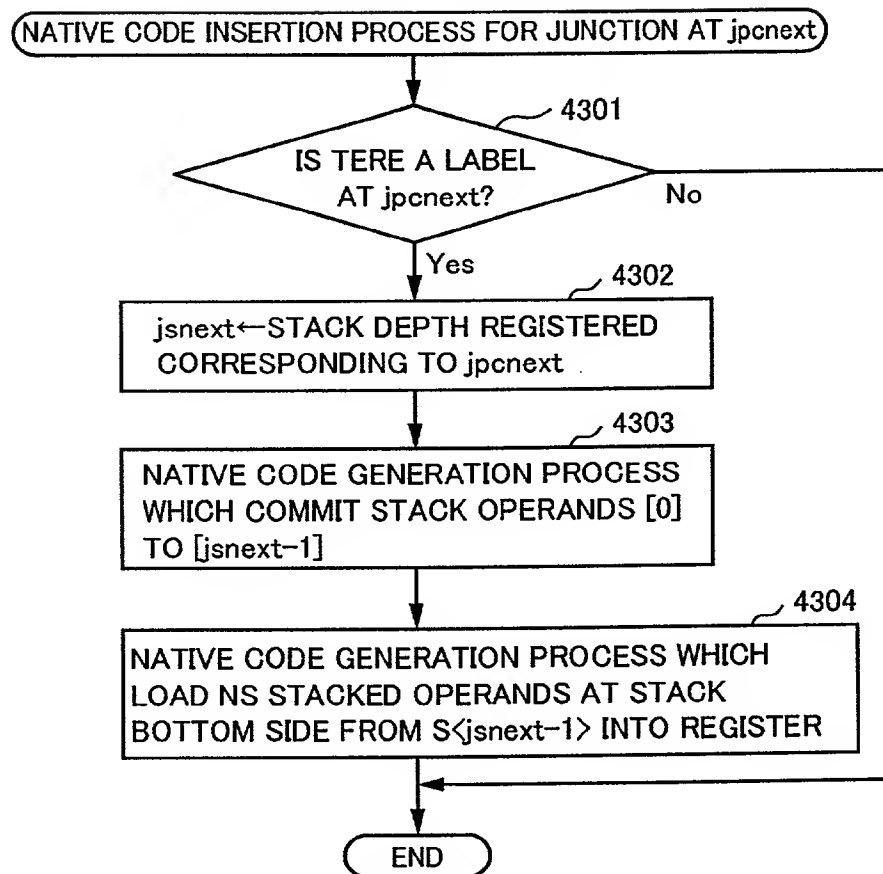 NATIVE CODE INSERTION PROCESS FOR JUNCTION AT jpcnext
4301
IS TERE A LABEL
AT jpcnext?
No
Yes
4302
jsnext←STACK DEPTH REGISTERED
CORRESPONDING TO jpcnext
4303
NATIVE CODE GENERATION PROCESS
WHICH COMMIT STACK OPERANDS [0]
TO [jsnext-1]
4304
NATIVE CODE GENERATION PROCESS WHICH
LOAD NS STACKED OPERANDS AT STACK
BOTTOM SIDE FROM S<jsnext-1> INTO REGISTER
END